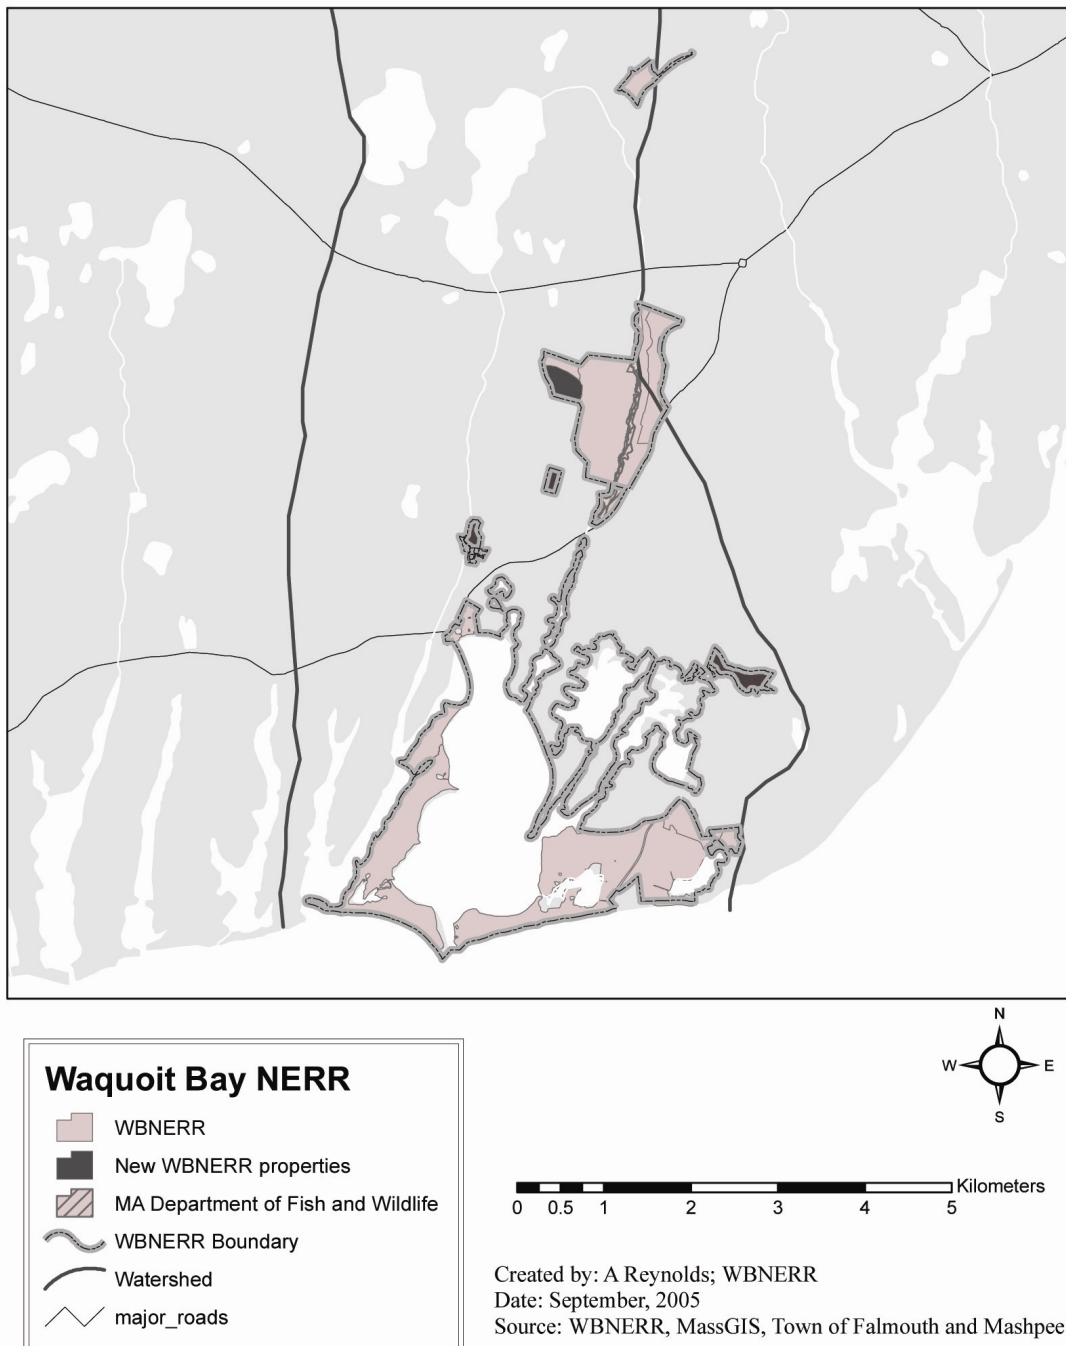 N
W E
S
Waquoit Bay NERR
WBNERR
New WBNERR properties
MA Department of Fish and Wildlife
WBNERR Boundary
Watershed
major_roads
Kilometers
0 0.5 1 2 3 4 5
Created by: A Reynolds; WBNERR
Date: September, 2005
Source: WBNERR, MassGIS, Town of Falmouth and Mashpee